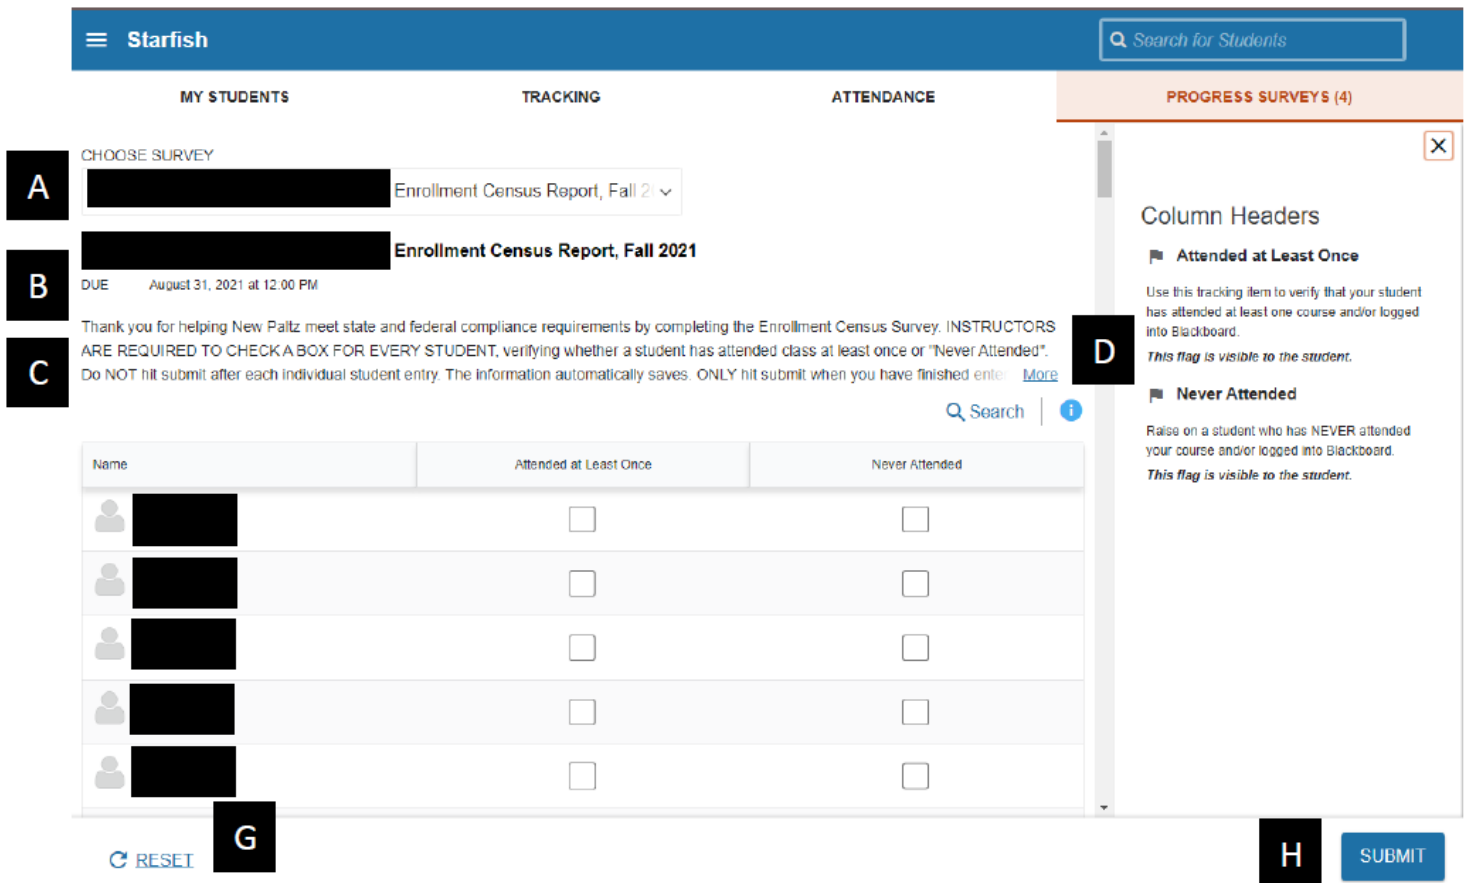 Starfish
Search for Students
MY STUDENTS
TRACKING
ATTENDANCE
PROGRESS SURVEYS (4)
A
CHOOSE SURVEY
Enrollment Census Report, Fall 2
B
Enrollment Census Report, Fall 2021
DUE August 31, 2021 at 12:00 PM
C
Thank you for helping New Paltz meet state and federal compliance requirements by completing the Enrollment Census Survey. INSTRUCTORS
ARE REQUIRED TO CHECK A BOX FOR EVERY STUDENT, verifying whether a student has attended class at least once or "Never Attended".
Do NOT hit submit after each individual student entry. The information automatically saves. ONLY hit submit when you have finished enter More
Search
Name
Attended at Least Once
Never Attended
D
Column Headers
Attended at Least Once
Use this tracking item to verify that your student
has attended at least one course and/or logged
into Blackboard.
This flag is visible to the student.
Never Attended
Raise on a student who has NEVER attended
your course and/or logged into Blackboard.
This flag is visible to the student.
RESET
G
H
SUBMIT